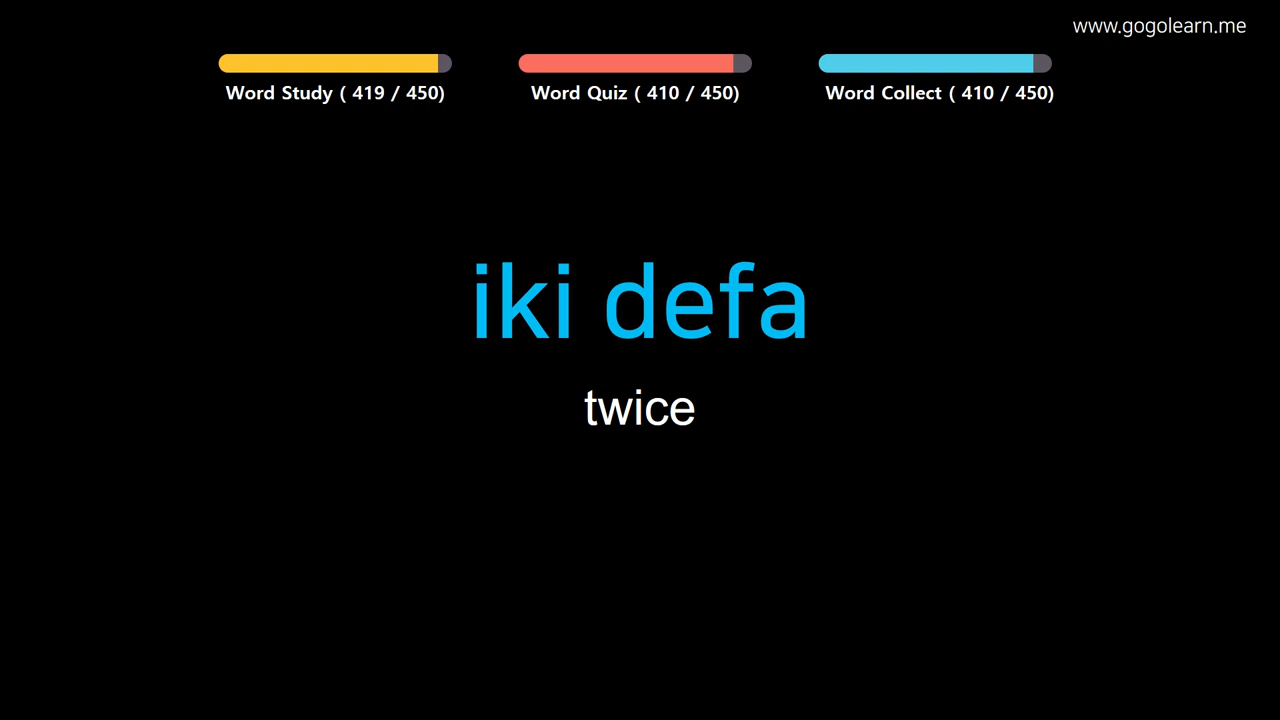 www.gogolearn.me
Word Study ( 419 / 450)
Word Quiz ( 410 / 450)
Word Collect ( 410 / 450)
iki defa
twice